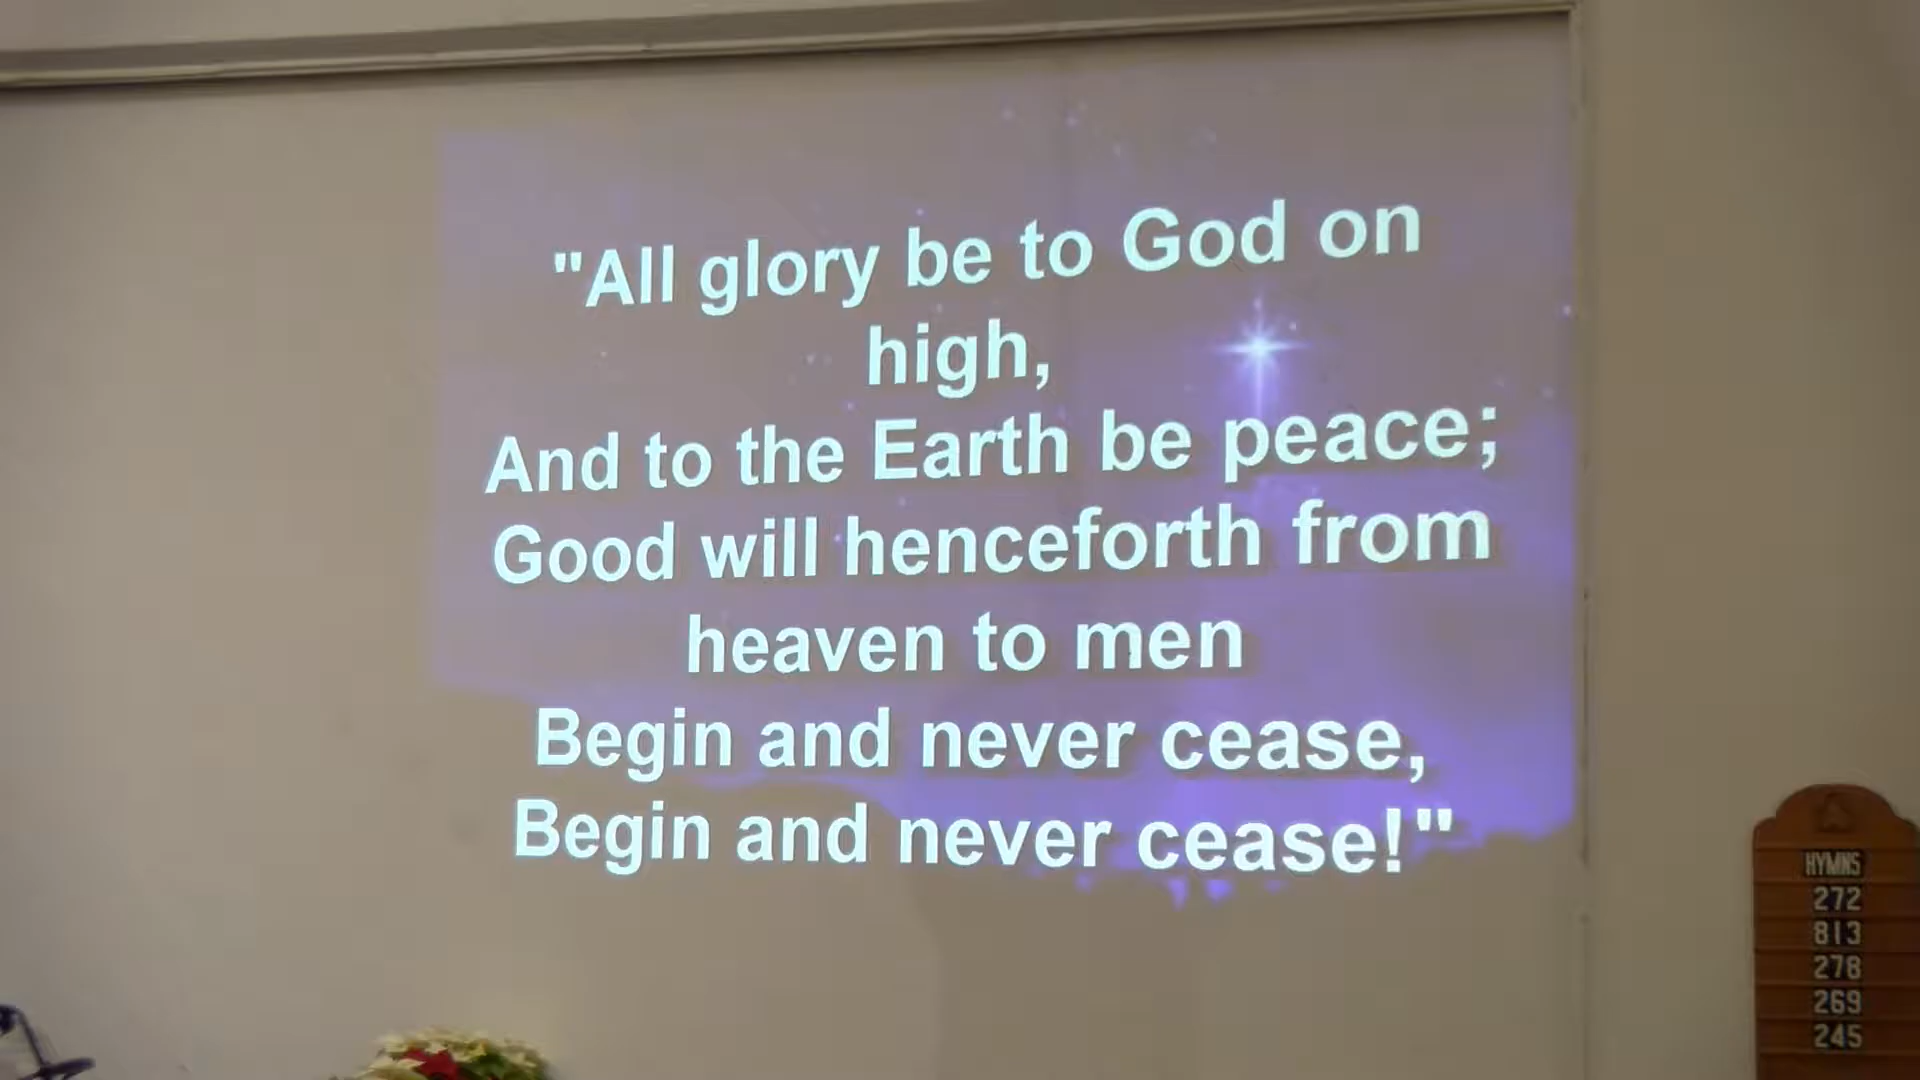 "All glory be to God on
high,
And to the Earth be peace;
Good will henceforth from
heaven to men
Begin and never cease,
Begin and never cease!"
HYMNS
272
813
278
269
245